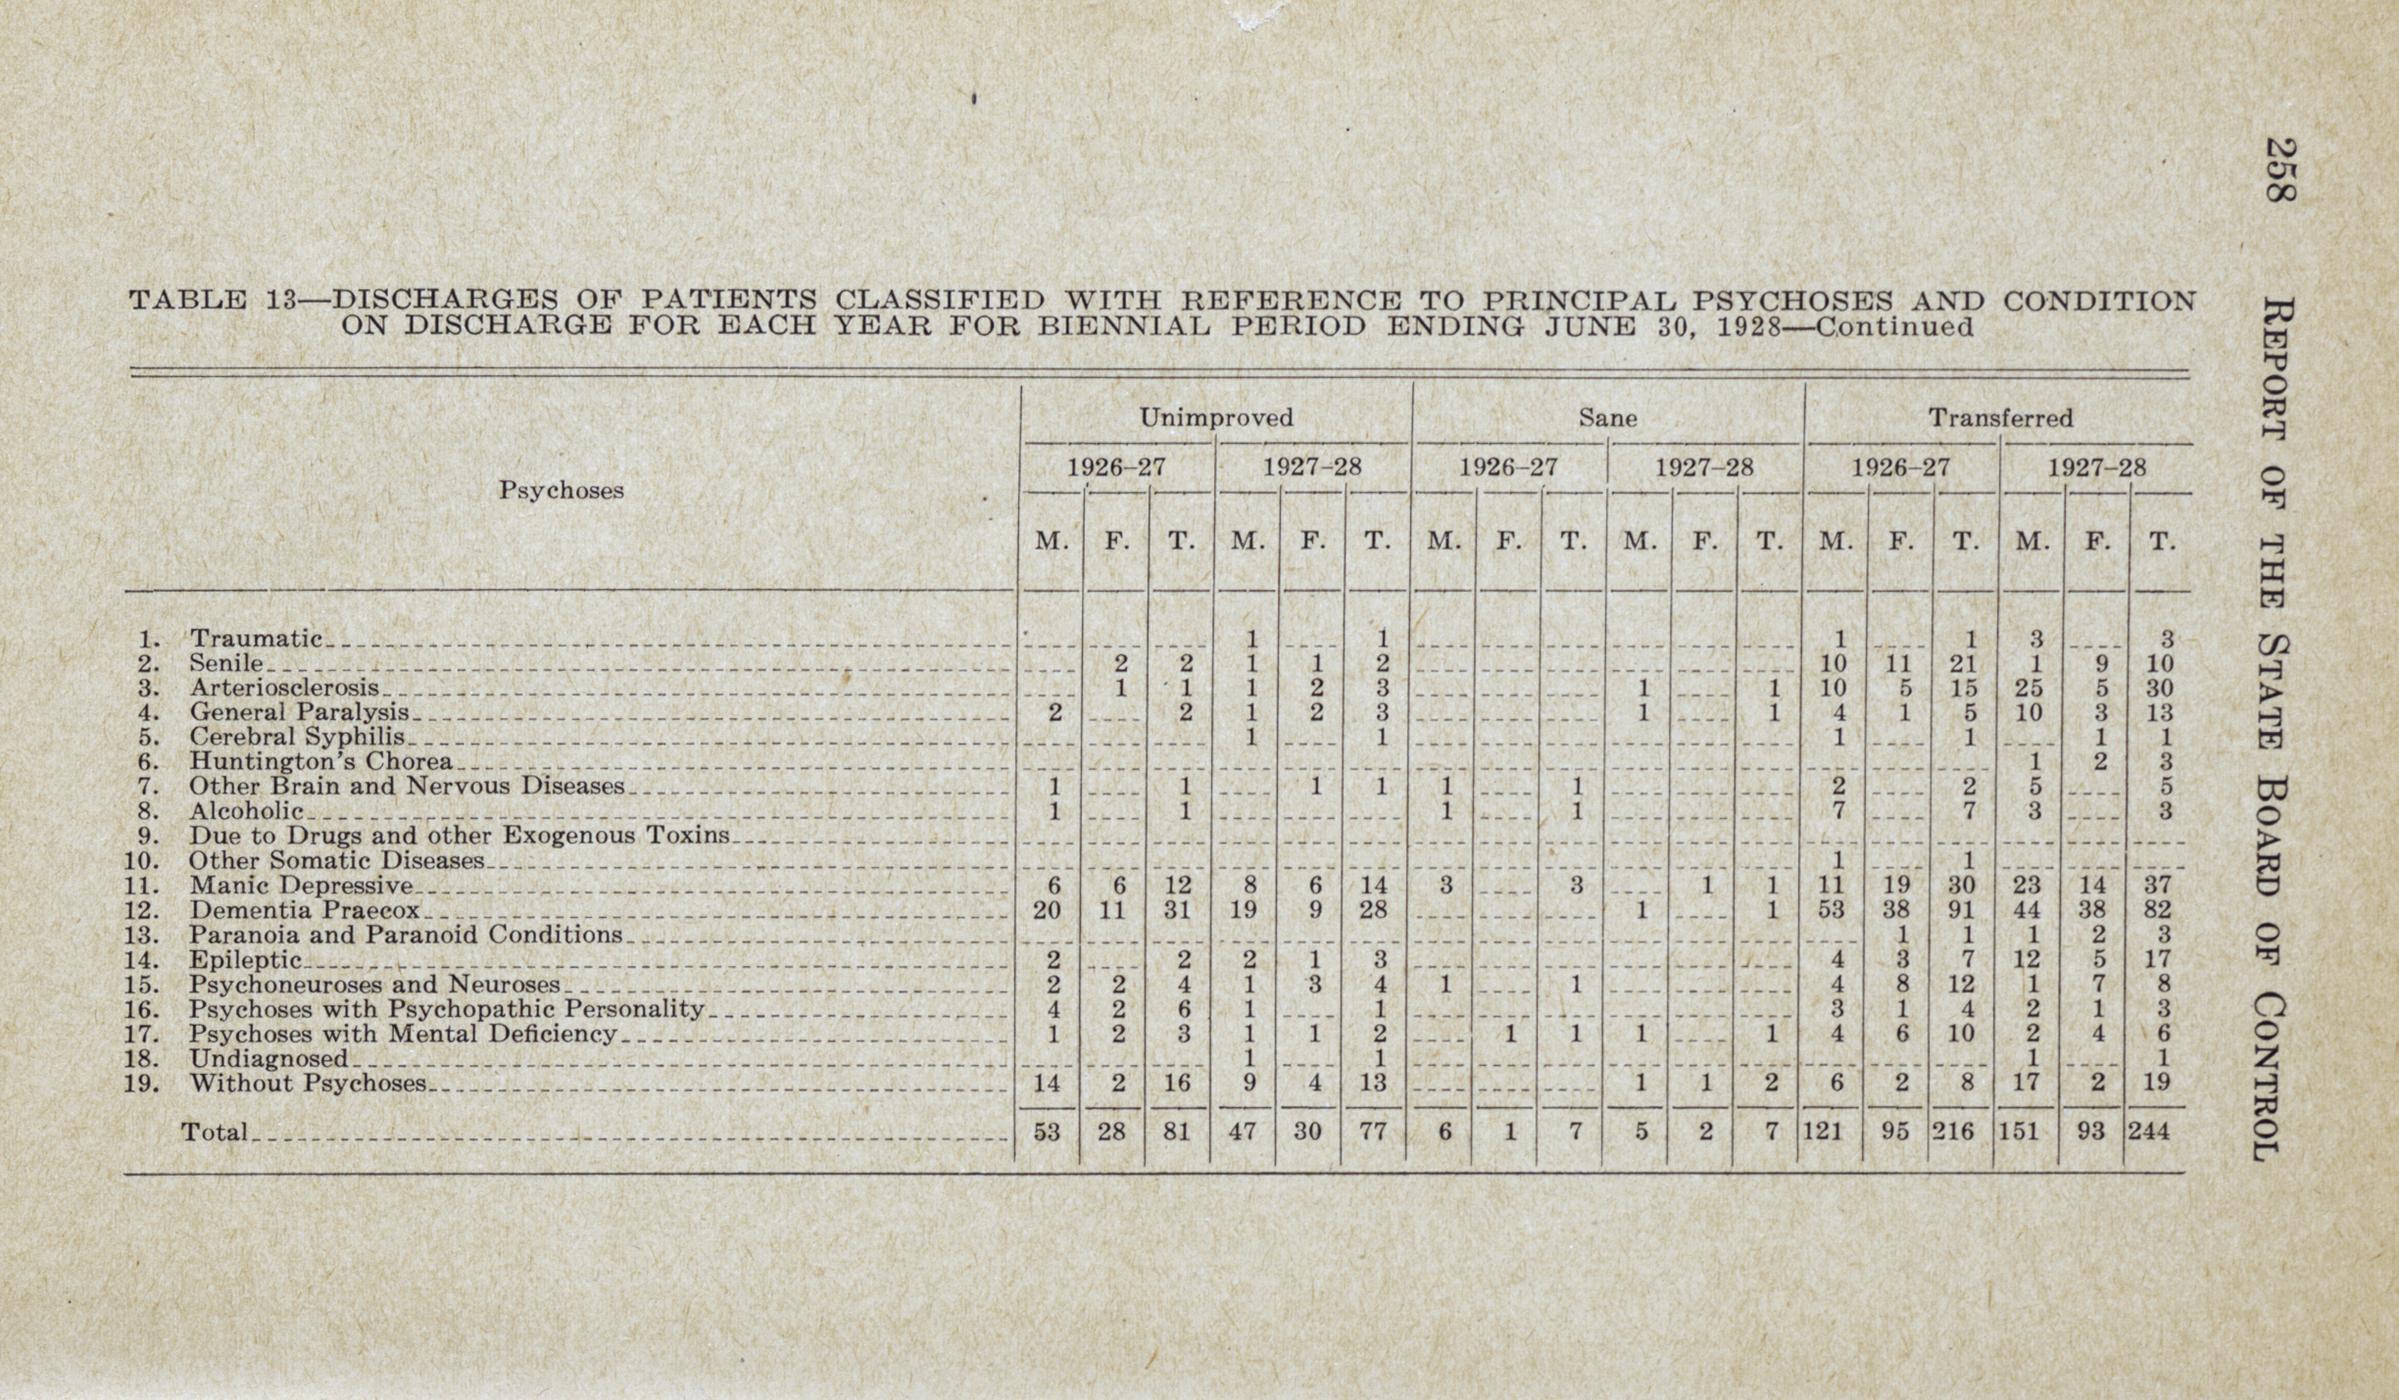 TABLE 13—DISCHARGES OF PATIENTS CLASSIFIED WITH REFERENCE TO PRINCIPAL PSYCHOSES AND CONDITION
ON DISCHARGE FOR EACH YEAR FOR BIENNIAL PERIOD ENDING JUNE 30, 1928—Continued
Psychoses Unimproved Sane Transferred
1926–27 1927–28 1926–27 1927–28 1926–27 1927–28
M. F. T. M. F. T. M. F. T. M. F. T. M. F. T. M. F. T.
1. Traumatic ---- ---- ---- 1 ---- 1 ---- ---- ---- ---- ---- ---- 1 ---- 1 3 ---- 3
2. Senile ---- 2 2 1 1 2 ---- ---- ---- ---- ---- ---- 10 11 21 1 9 10
3. Arteriosclerosis ---- 1 1 1 2 3 ---- ---- ---- 1 ---- 1 10 5 15 25 5 30
4. General Paralysis 2 ---- 2 1 2 3 ---- ---- ---- 1 ---- 1 4 1 5 10 3 13
5. Cerebral Syphilis ---- ---- ---- 1 ---- 1 ---- ---- ---- ---- ---- ---- 1 ---- 1 ---- 1 1
6. Huntington's Chorea ---- ---- ---- ---- ---- ---- ---- ---- ---- ---- ---- ---- ---- ---- ---- 1 2 3
7. Other Brain and Nervous Diseases 1 ---- 1 ---- 1 1 1 ---- 1 ---- ---- ---- 2 ---- 2 5 ---- 5
8. Alcoholic 1 ---- 1 ---- ---- ---- 1 ---- 1 ---- ---- ---- 7 ---- 7 3 ---- 3
9. Due to Drugs and other Exogenous Toxins ---- ---- ---- ---- ---- ---- ---- ---- ---- ---- ---- ---- ---- ---- ---- ---- ---- ----
10. Other Somatic Diseases ---- ---- ---- ---- ---- ---- ---- ---- ---- ---- ---- ---- 1 ---- 1 ---- ---- ----
11. Manic Depressive 6 6 12 8 6 14 3 ---- 3 ---- 1 1 11 19 30 23 14 37
12. Dementia Praecox 20 11 31 19 9 28 ---- ---- ---- 1 ---- 1 53 38 91 44 38 82
13. Paranoia and Paranoid Conditions ---- ---- ---- ---- ---- ---- ---- ---- ---- ---- ---- ---- ---- 1 1 1 2 3
14. Epileptic 2 ---- 2 2 1 3 ---- ---- ---- ---- ---- ---- 4 3 7 12 5 17
15. Psychoneuroses and Neuroses 2 2 4 1 3 4 1 ---- 1 ---- ---- ---- 4 8 12 1 7 8
16. Psychoses with Psychopathic Personality 4 2 6 1 ---- 1 ---- ---- ---- ---- ---- ---- 3 1 4 2 1 3
17. Psychoses with Mental Deficiency 1 2 3 1 1 2 ---- 1 1 1 ---- 1 4 6 10 2 4 6
18. Undiagnosed ---- ---- ---- 1 ---- 1 ---- ---- ---- ---- ---- ---- ---- ---- ---- 1 ---- 1
19. Without Psychoses 14 2 16 9 4 13 ---- ---- ---- 1 1 2 6 2 8 17 2 19
Total 53 28 81 47 30 77 6 1 7 5 2 7 121 95 216 151 93 244
258 REPORT OF THE STATE BOARD OF CONTROL